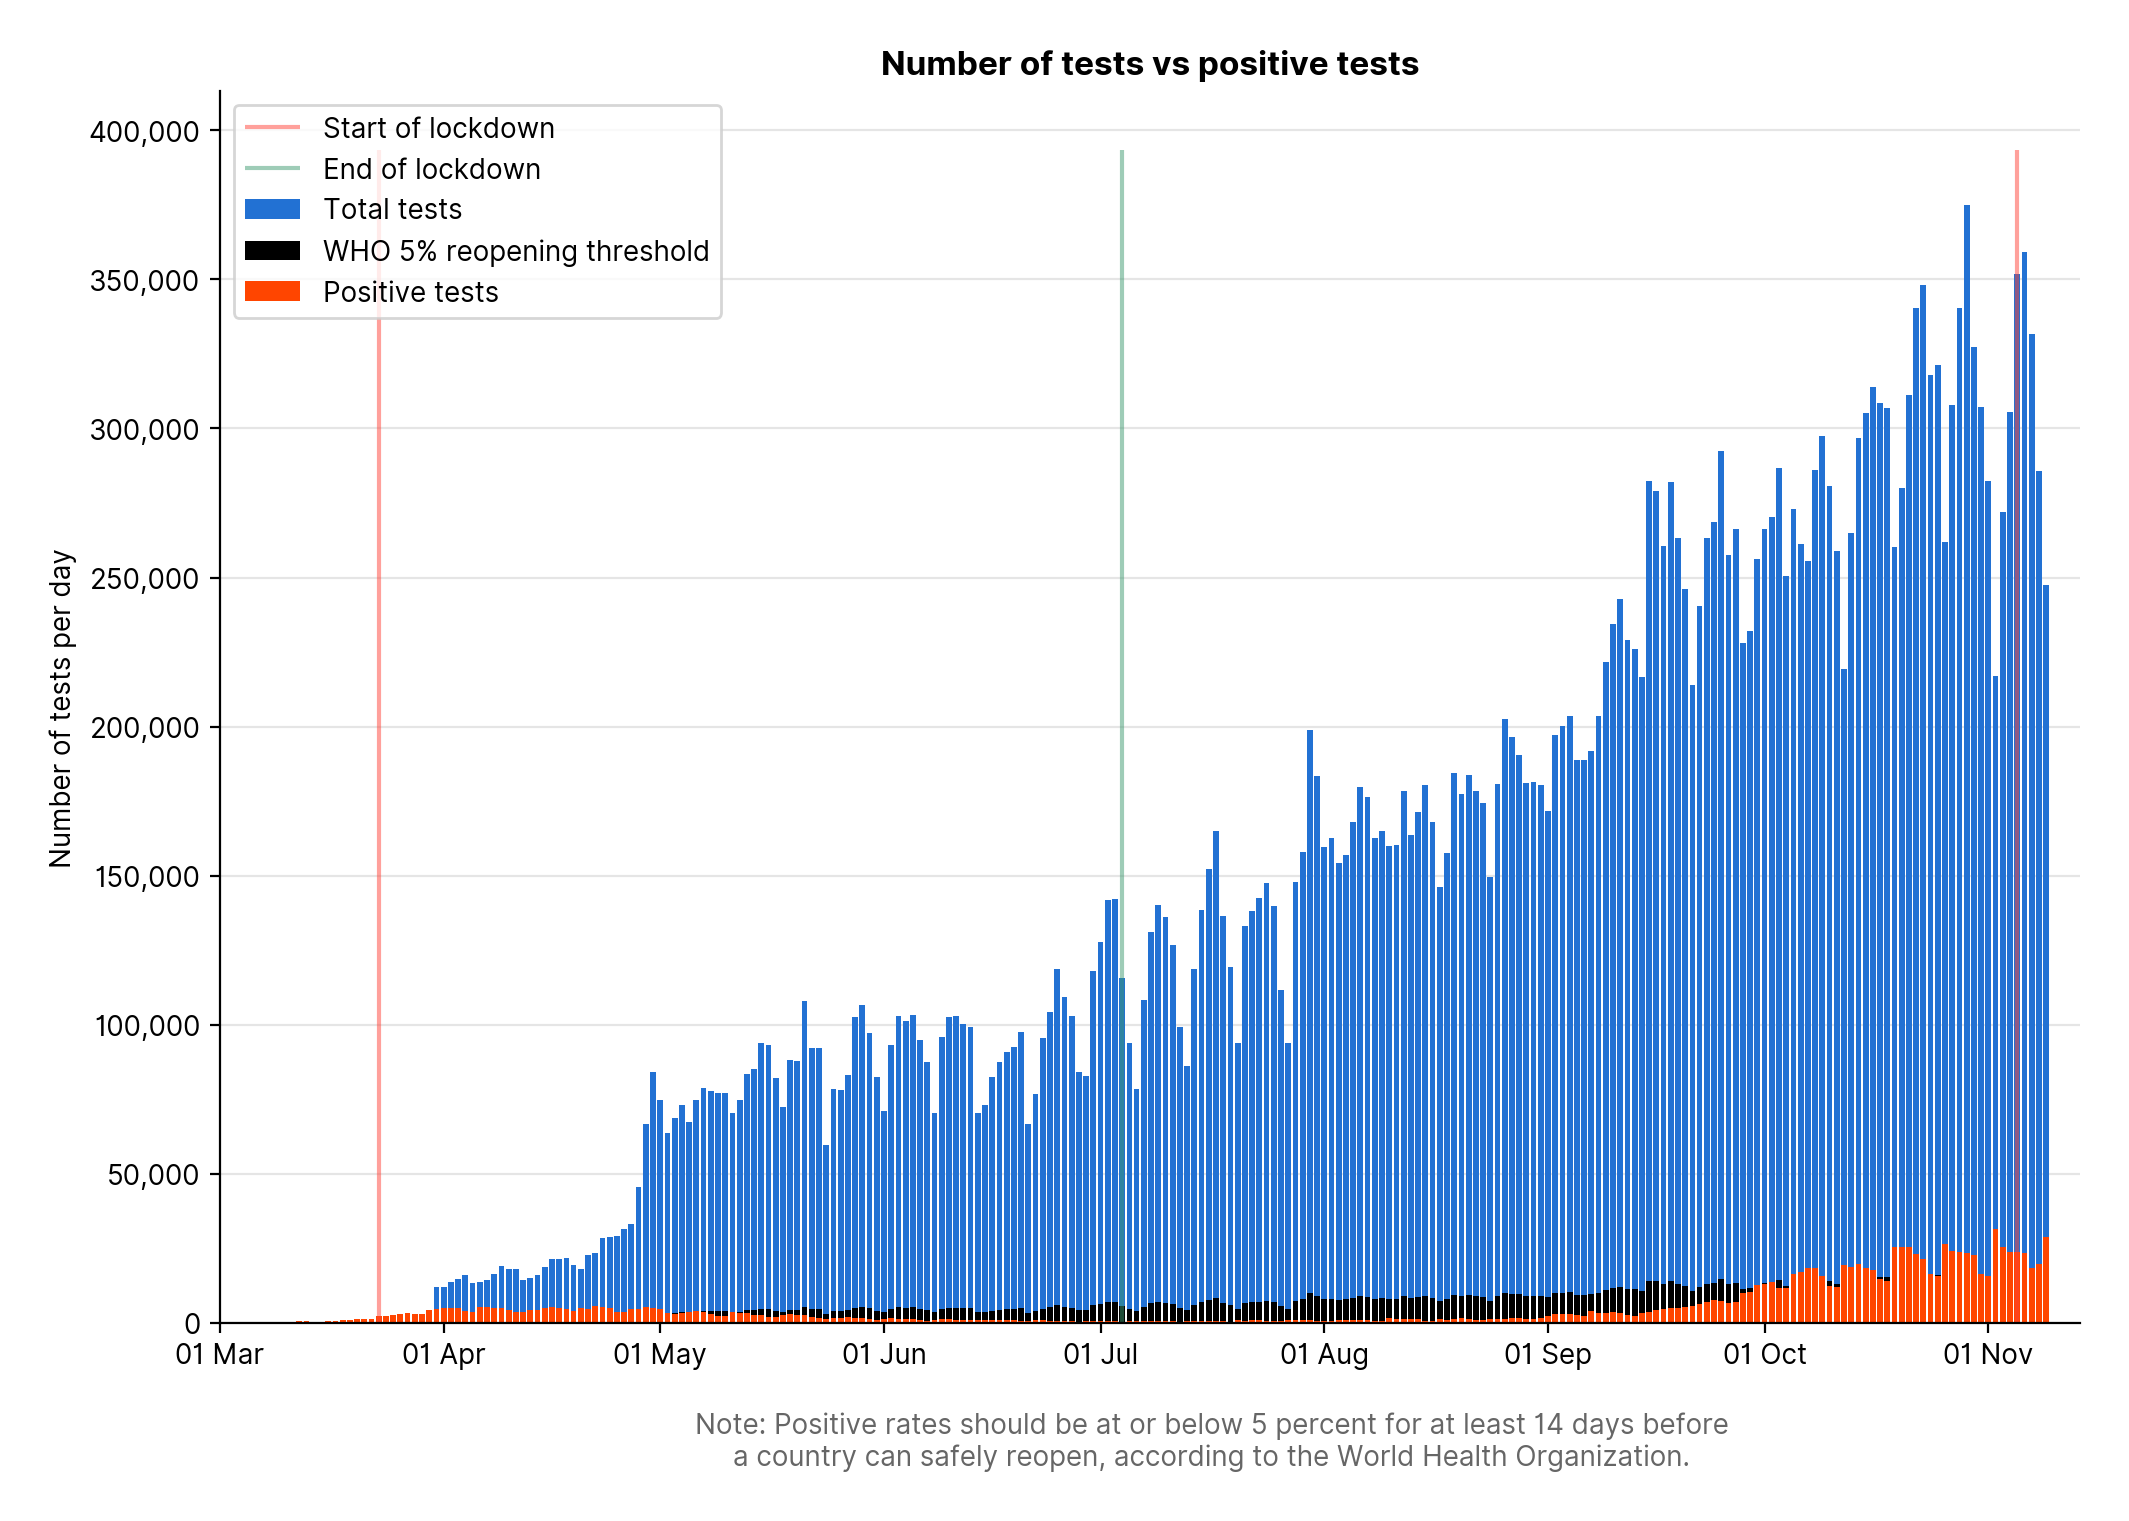 Number of tests vs positive tests
Start of lockdown
End of lockdown
Total tests
WHO 5% reopening threshold
Positive tests
Number of tests per day
400,000
350,000
300,000
250,000
200,000
150,000
100,000
50,000
0
01 Mar 01 Apr 01 May 01 Jun 01 Jul 01 Aug 01 Sep 01 Oct 01 Nov
Note: Positive rates should be at or below 5 percent for at least 14 days before
a country can safely reopen, according to the World Health Organization.